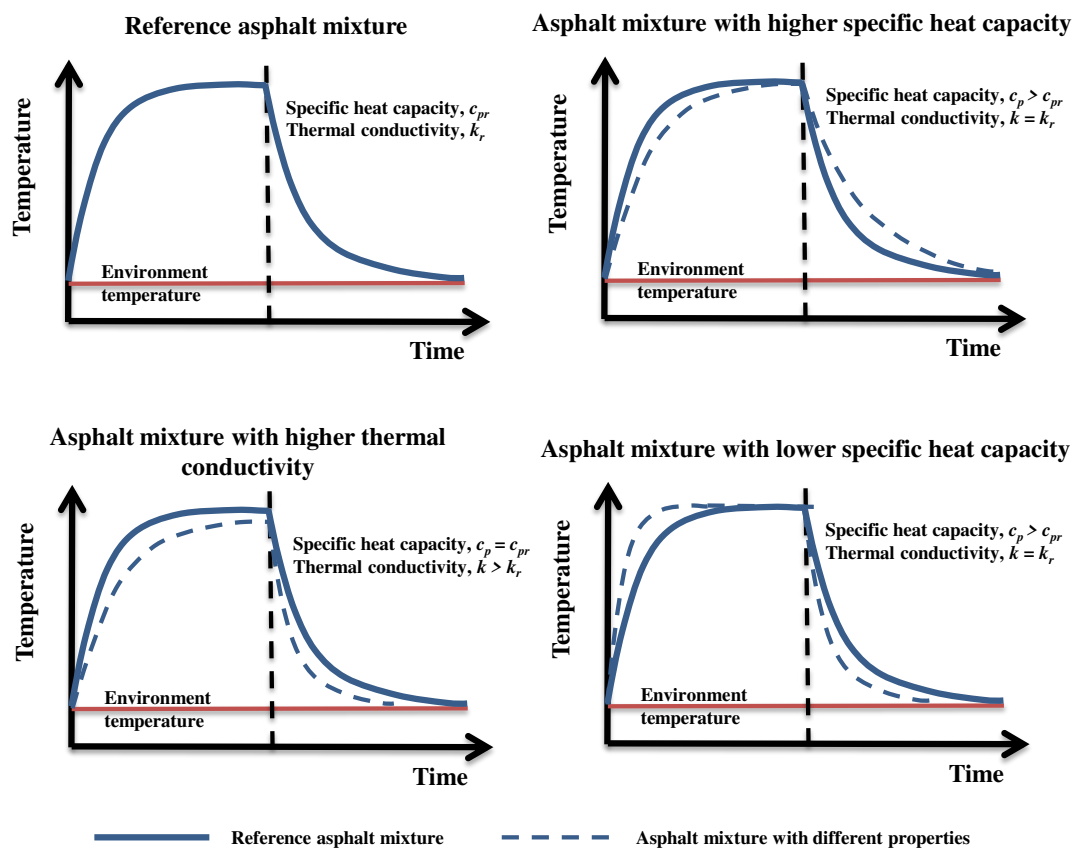 Reference asphalt mixture
Specific heat capacity, cpr
Thermal conductivity, kr
Temperature
Environment
temperature
Time
Asphalt mixture with higher specific heat capacity
Specific heat capacity, cp > cpr
Thermal conductivity, k = kr
Temperature
Environment
temperature
Time
Asphalt mixture with higher thermal
conductivity
Specific heat capacity, cp = cpr
Thermal conductivity, k > kr
Temperature
Environment
temperature
Time
Asphalt mixture with lower specific heat capacity
Specific heat capacity, cp > cpr
Thermal conductivity, k = kr
Temperature
Environment
temperature
Time
Reference asphalt mixture
Asphalt mixture with different properties